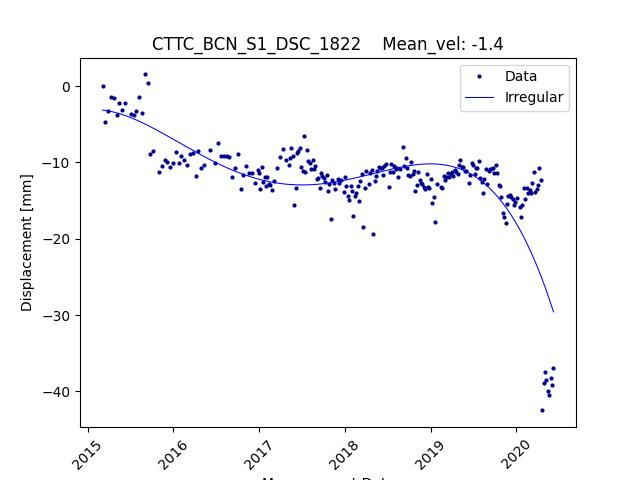 CTTC_BCN_S1_DSC_1822    Mean_vel: -1.4
Data
Irregular
Displacement [mm]
0
−10
−20
−30
−40
2015
2016
2017
2018
2019
2020